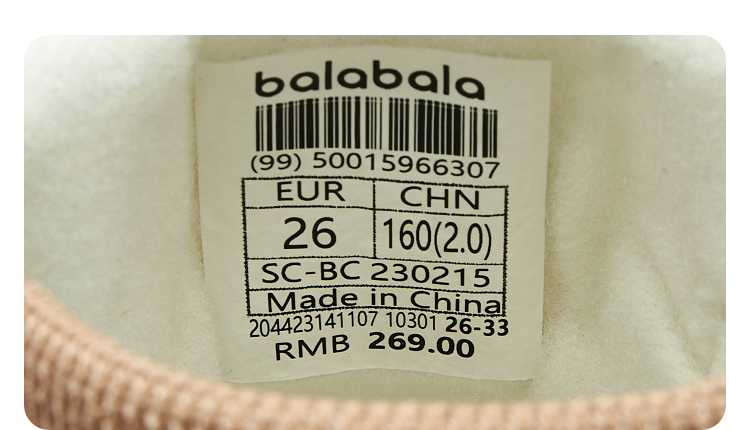 balabala
(99) 50015966307
EUR CHN
26 160(2.0)
SC-BC 230215
Made in China
204423141107 10301 26-33
RMB 269.00